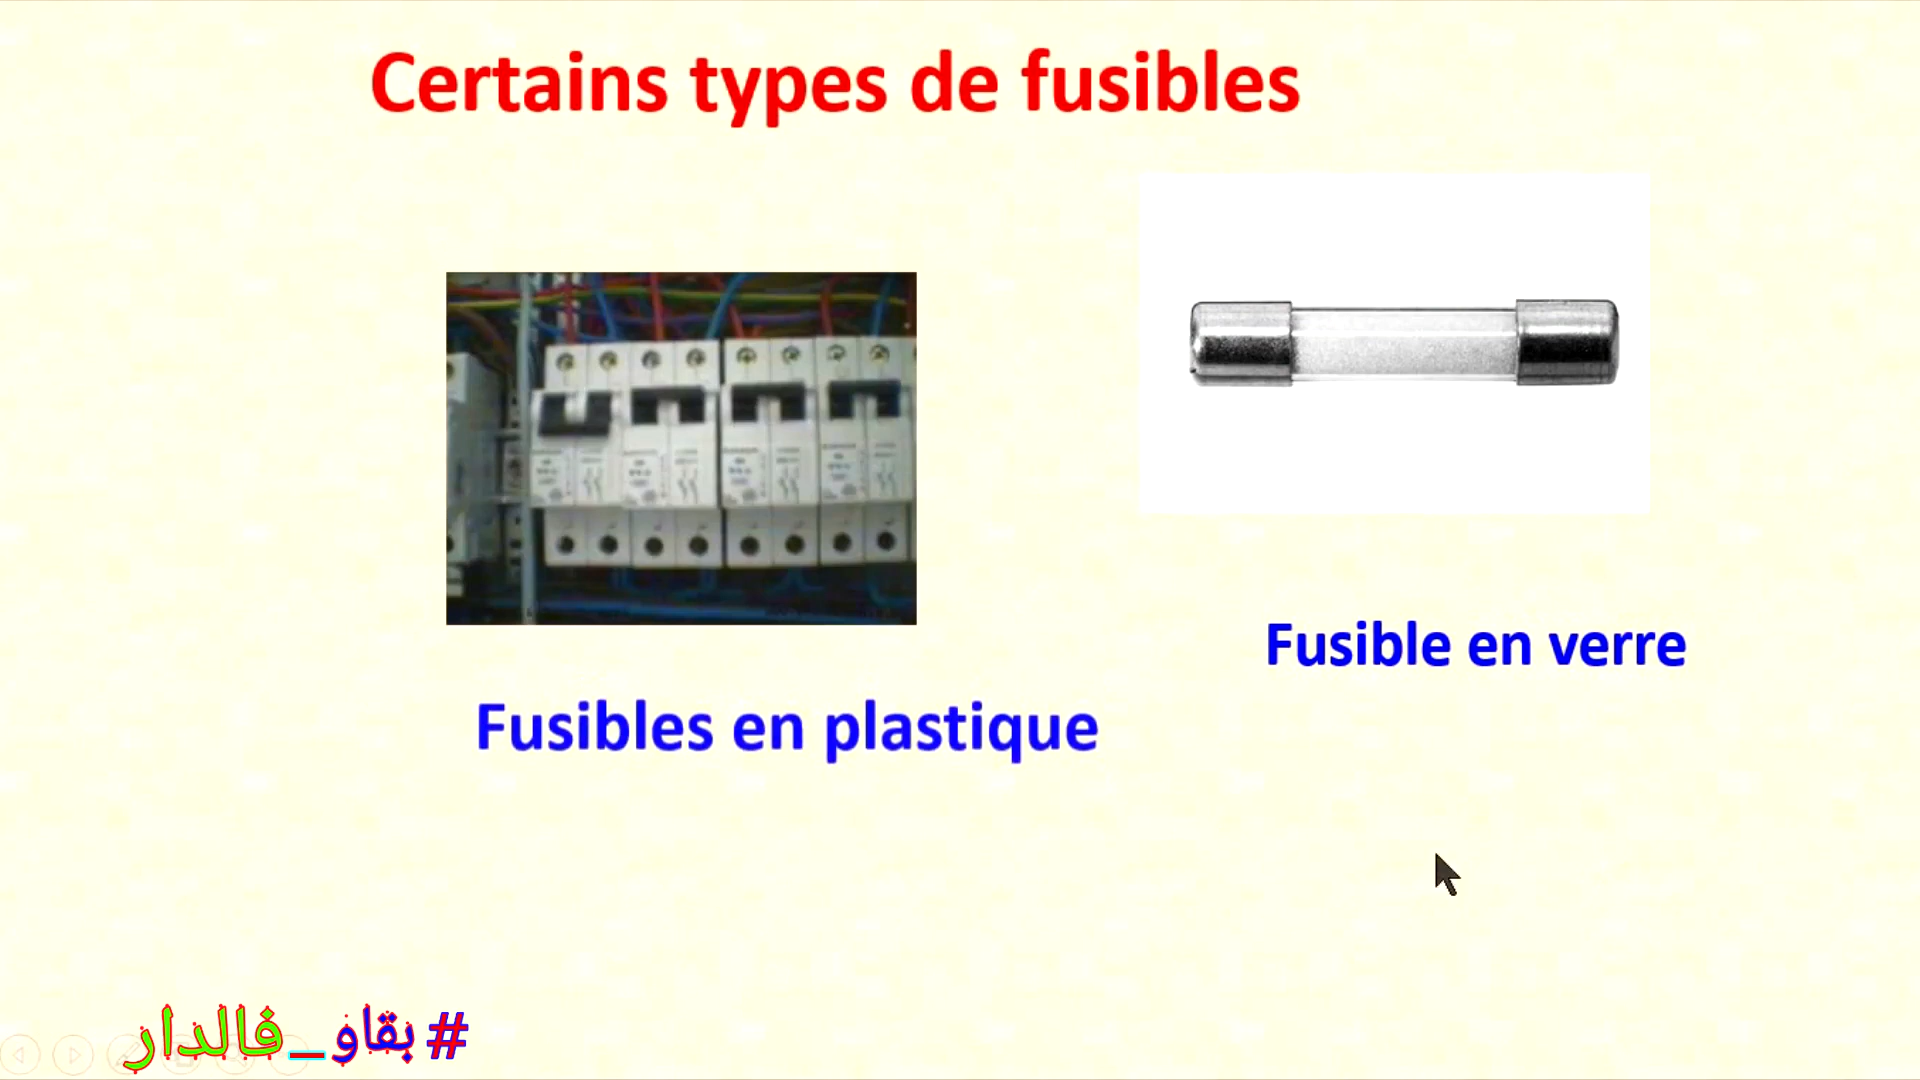 Certains types de fusibles
Fusible en verre
Fusibles en plastique
#بقاو_فالدار